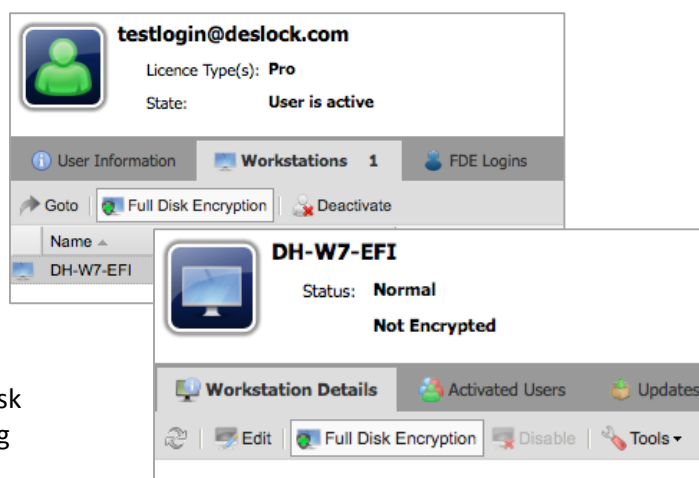 testlogin@deslock.com
Licence Type(s): Pro
State: User is active
User Information Workstations 1 FDE Logins
Goto Full Disk Encryption Deactivate
Name
DH-W7-EFI
DH-W7-EFI
Status: Normal
Not Encrypted
Workstation Details Activated Users Updates
Edit Full Disk Encryption Disable Tools
sk
g